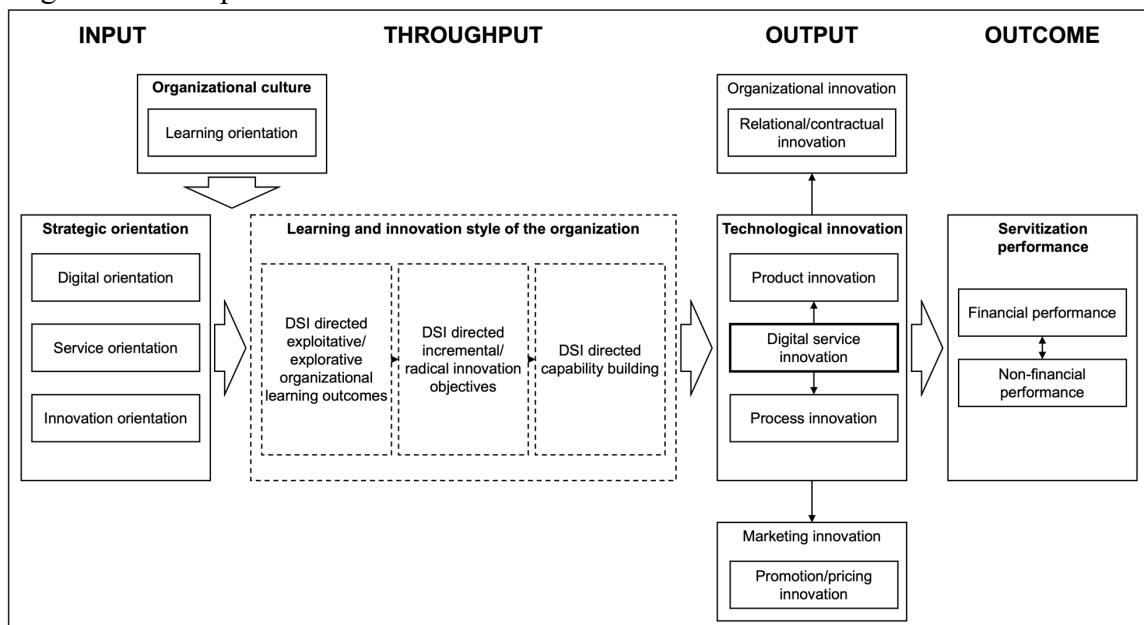 INPUT
THROUGHPUT
OUTPUT
OUTCOME
Organizational culture
Learning orientation
Strategic orientation
Digital orientation
Service orientation
Innovation orientation
Learning and innovation style of the organization
DSI directed
exploitative/
explorative
organizational
learning outcomes
DSI directed
incremental/
radical innovation
objectives
DSI directed
capability building
Organizational innovation
Relational/contractual
innovation
Technological innovation
Product innovation
Digital service
innovation
Process innovation
Marketing innovation
Promotion/pricing
innovation
Servitization
performance
Financial performance
Non-financial
performance